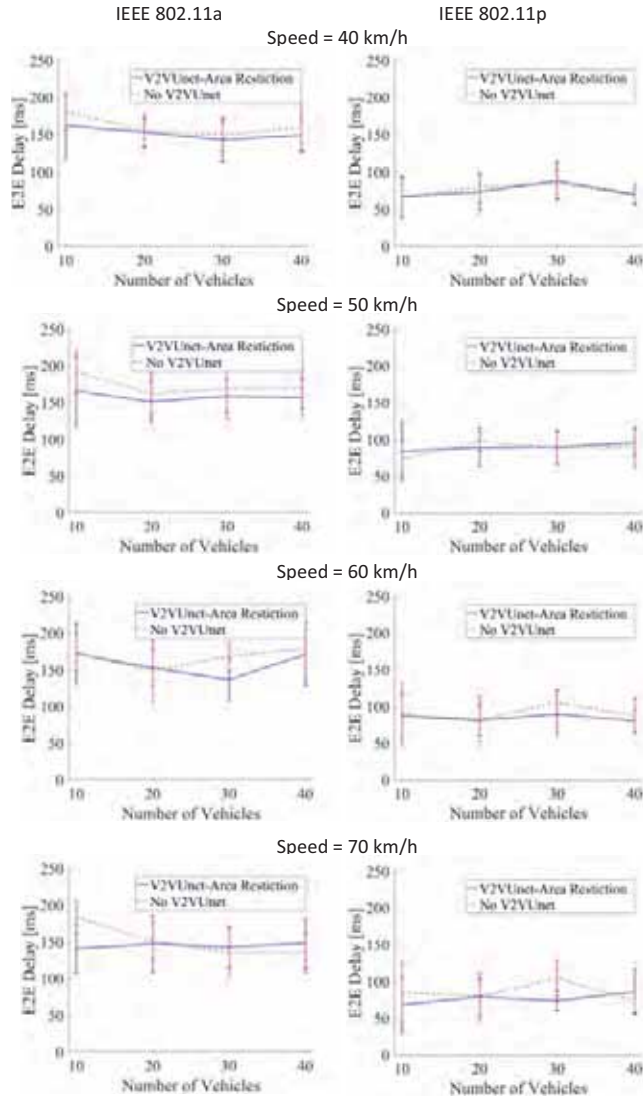 IEEE 802.11a IEEE 802.11p
Speed = 40 km/h
250
200
150
100
50
0
E2E Delay [ms]
V2VUnet-Area Restiction
No V2VUnet
10 20 30 40
Number of Vehicles
250
200
150
100
50
0
E2E Delay [ms]
V2VUnet-Area Restiction
No V2VUnet
10 20 30 40
Number of Vehicles
Speed = 50 km/h
250
200
150
100
50
0
E2E Delay [ms]
V2VUnet-Area Restiction
No V2VUnet
10 20 30 40
Number of Vehicles
250
200
150
100
50
0
E2E Delay [ms]
V2VUnet-Area Restiction
No V2VUnet
10 20 30 40
Number of Vehicles
Speed = 60 km/h
250
200
150
100
50
0
E2E Delay [ms]
V2VUnet-Area Restiction
No V2VUnet
10 20 30 40
Number of Vehicles
250
200
150
100
50
0
E2E Delay [ms]
V2VUnet-Area Restiction
No V2VUnet
10 20 30 40
Number of Vehicles
Speed = 70 km/h
250
200
150
100
50
0
E2E Delay [ms]
V2VUnet-Area Restiction
No V2VUnet
10 20 30 40
Number of Vehicles
250
200
150
100
50
0
E2E Delay [ms]
V2VUnet-Area Restiction
No V2VUnet
10 20 30 40
Number of Vehicles